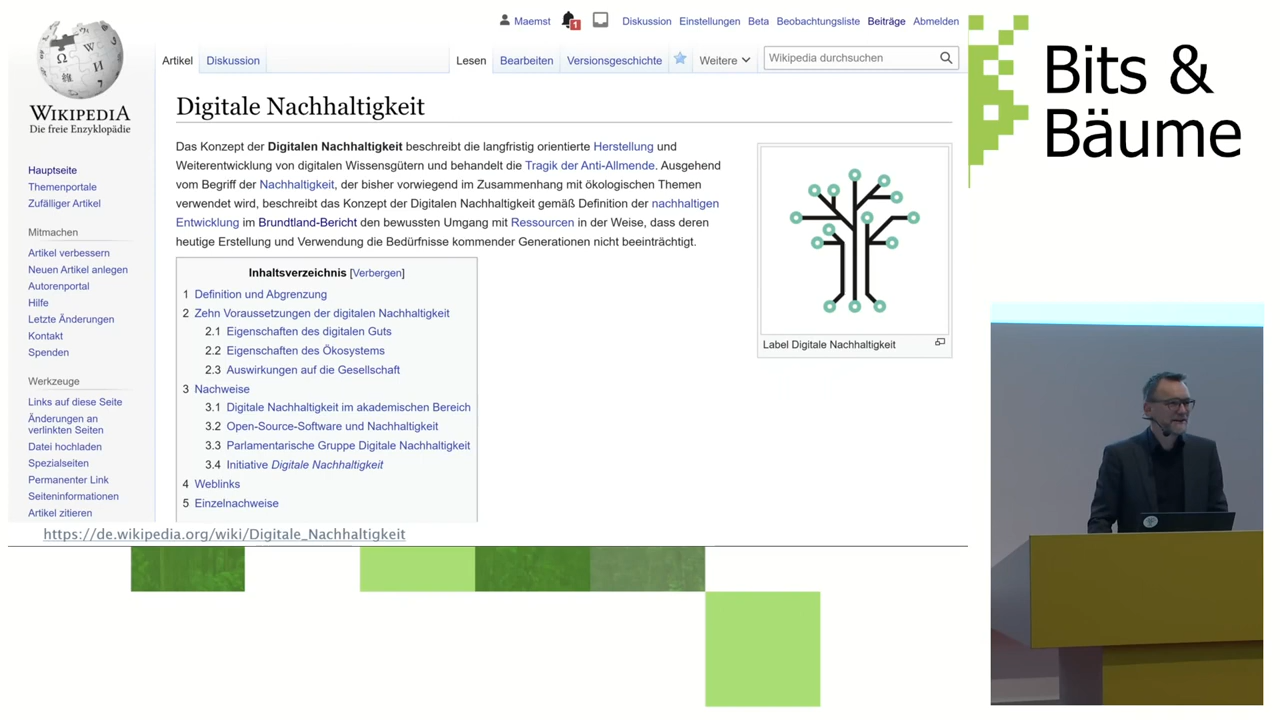 Maemst
1
Diskussion Einstellungen Beta Beobachtungsliste Beiträge Abmelden
WIKIPEDIA
Die freie Enzyklopädie
Artikel Diskussion
Lesen Bearbeiten Versionsgeschichte Weitere
Wikipedia durchsuchen
Bits &
Bäume
Hauptseite
Themenportale
Zufälliger Artikel
Mitmachen
Artikel verbessern
Neuen Artikel anlegen
Autorenportal
Hilfe
Letzte Änderungen
Kontakt
Spenden
Werkzeuge
Links auf diese Seite
Änderungen an
verlinkten Seiten
Datei hochladen
Spezialseiten
Permanenter Link
Seiteninformationen
Artikel zitieren
Digitale Nachhaltigkeit
Das Konzept der Digitalen Nachhaltigkeit beschreibt die langfristig orientierte Herstellung und
Weiterentwicklung von digitalen Wissensgütern und behandelt die Tragik der Anti-Allmende. Ausgehend
vom Begriff der Nachhaltigkeit, der bisher vorwiegend im Zusammenhang mit ökologischen Themen
verwendet wird, beschreibt das Konzept der Digitalen Nachhaltigkeit gemäß Definition der nachhaltigen
Entwicklung im Brundtland-Bericht den bewussten Umgang mit Ressourcen in der Weise, dass deren
heutige Erstellung und Verwendung die Bedürfnisse kommender Generationen nicht beeinträchtigt.
Label Digitale Nachhaltigkeit
Inhaltsverzeichnis [Verbergen]
1 Definition und Abgrenzung
2 Zehn Voraussetzungen der digitalen Nachhaltigkeit
2.1 Eigenschaften des digitalen Guts
2.2 Eigenschaften des Ökosystems
2.3 Auswirkungen auf die Gesellschaft
3 Nachweise
3.1 Digitale Nachhaltigkeit im akademischen Bereich
3.2 Open-Source-Software und Nachhaltigkeit
3.3 Parlamentarische Gruppe Digitale Nachhaltigkeit
3.4 Initiative Digitale Nachhaltigkeit
4 Weblinks
5 Einzelnachweise
https://de.wikipedia.org/wiki/Digitale_Nachhaltigkeit